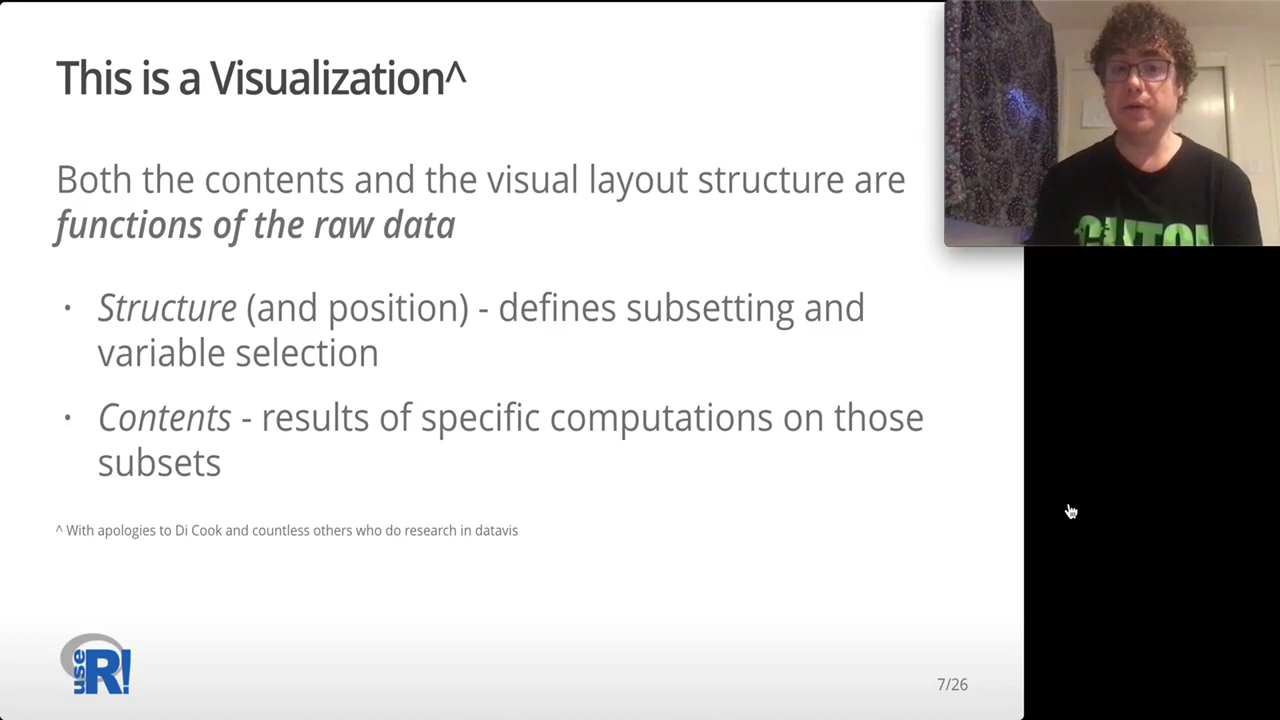 This is a Visualization^
Both the contents and the visual layout structure are
functions of the raw data
· Structure (and position) - defines subsetting and
variable selection
· Contents - results of specific computations on those
subsets
^ With apologies to Di Cook and countless others who do research in datavis
use R!
7/26